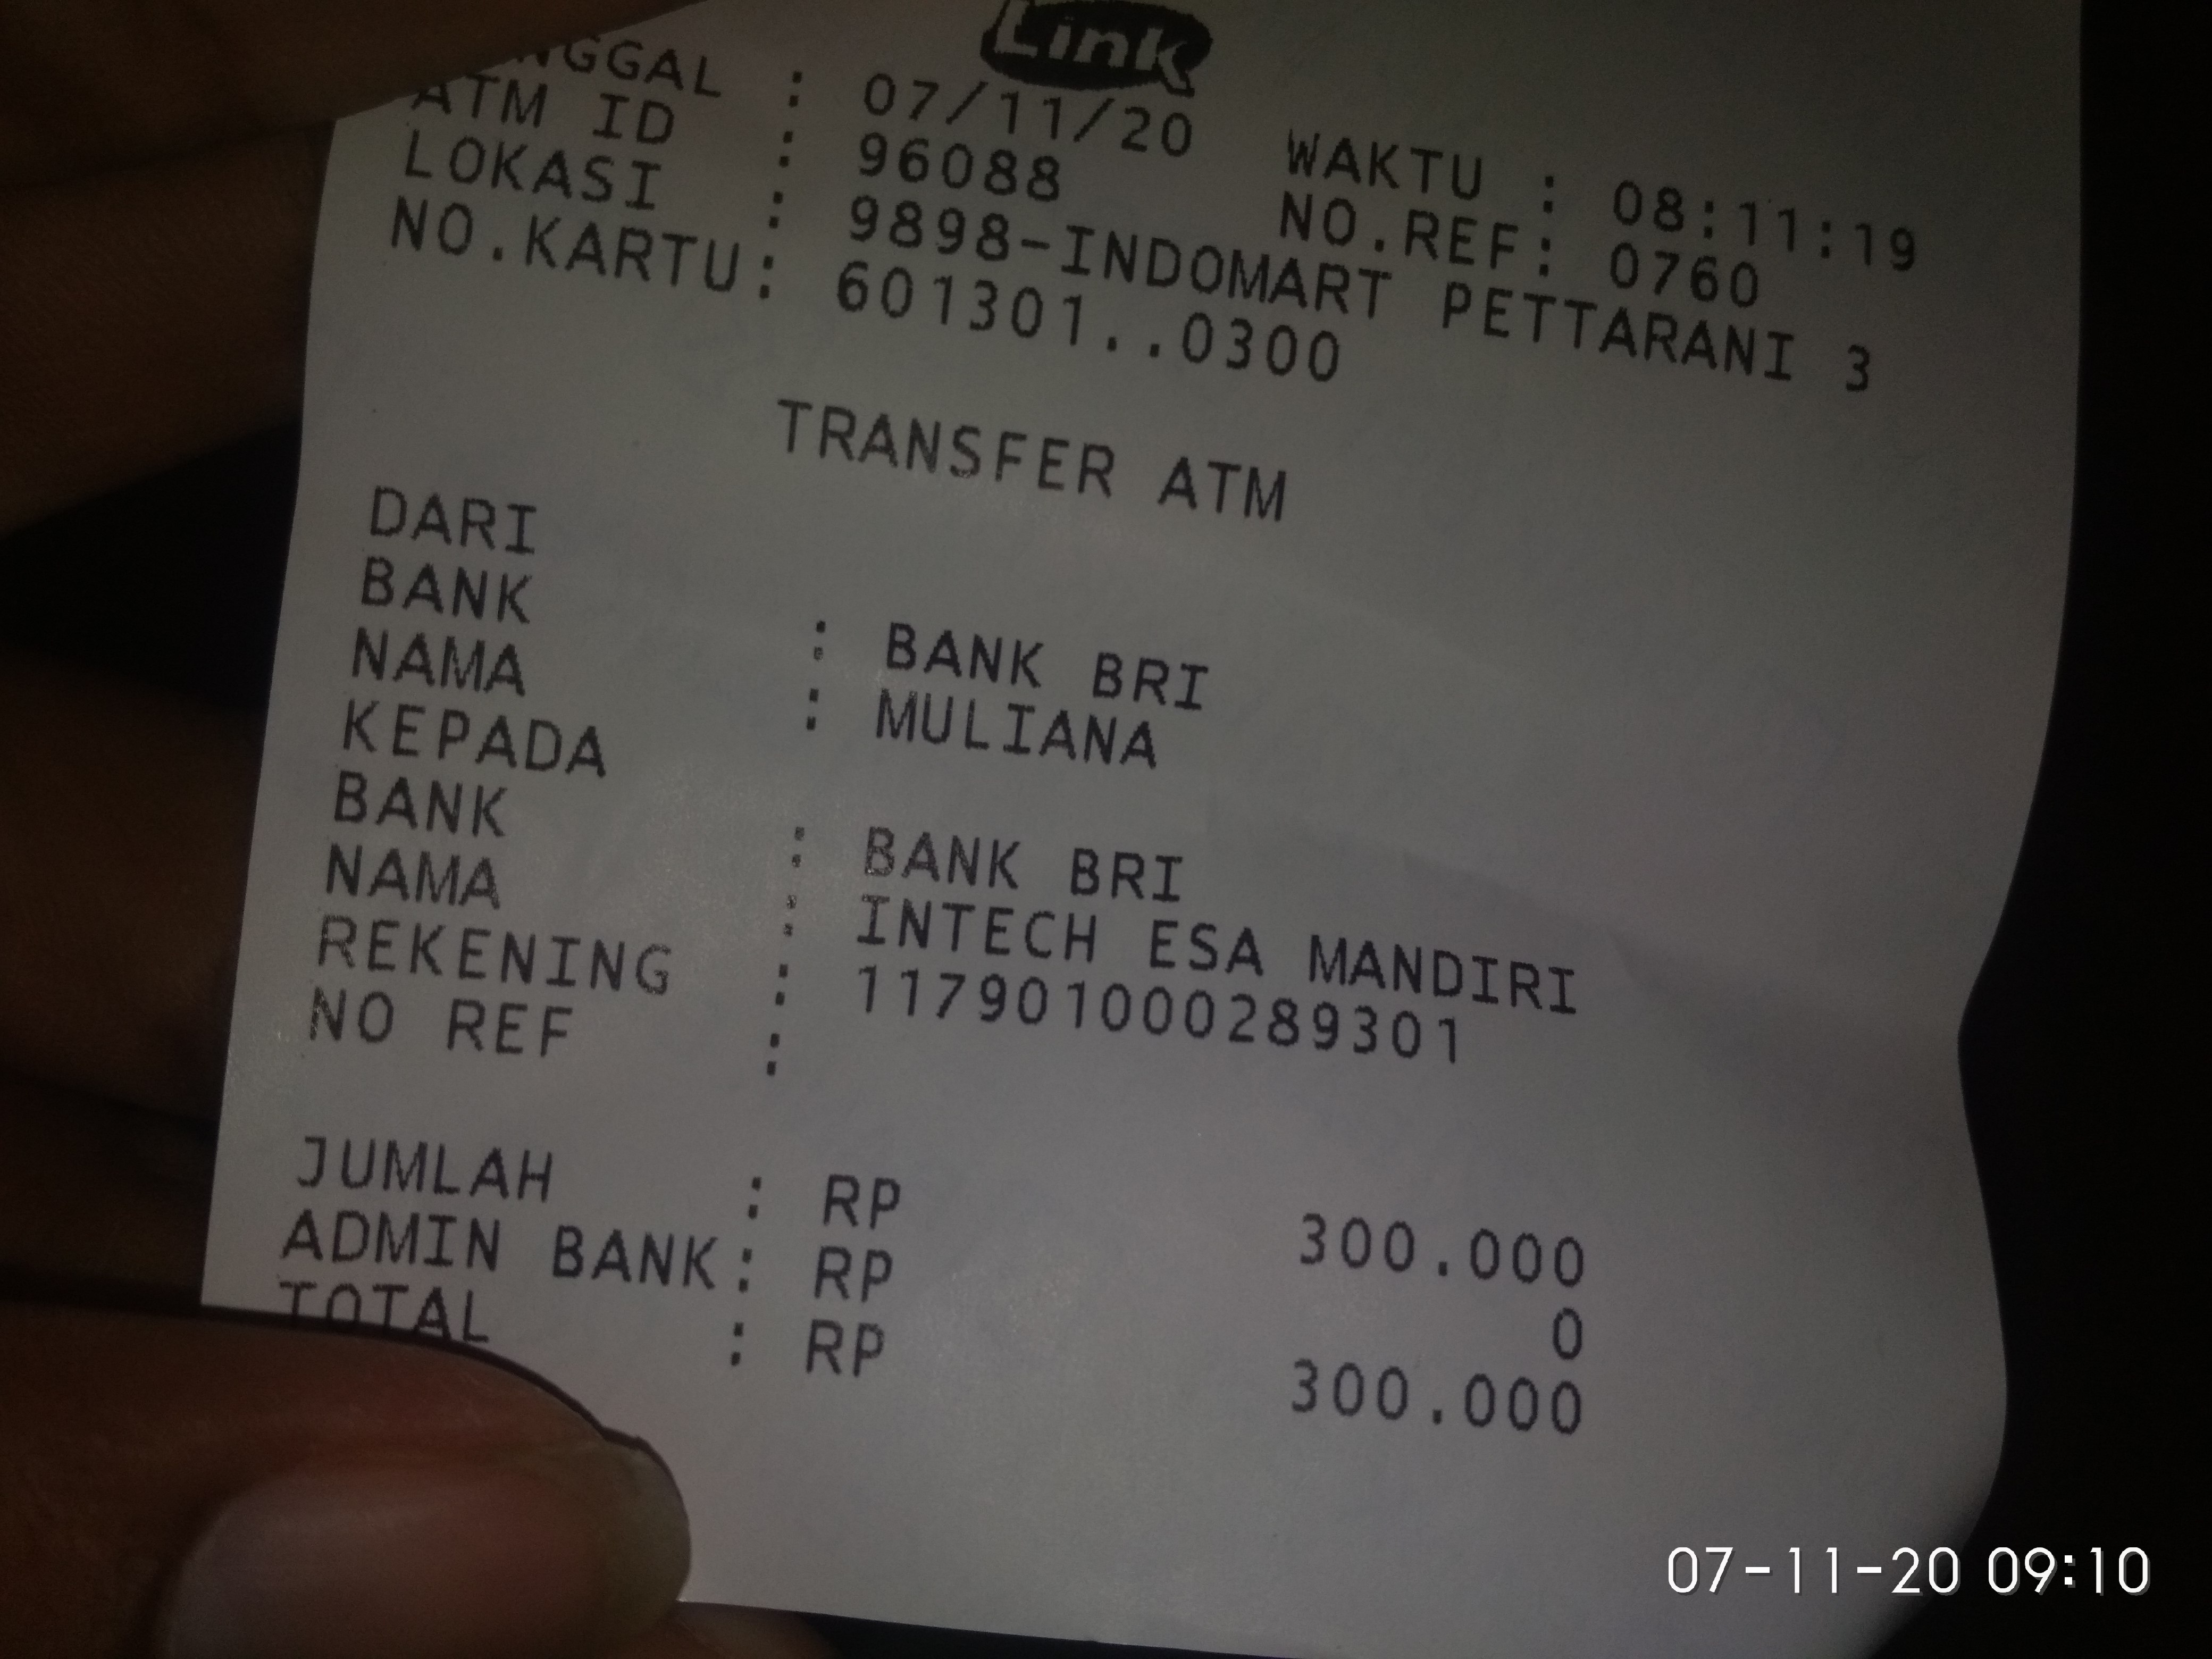 Link
TANGGAL : 07/11/20 WAKTU : 08:11:19
ATM ID : 96088 NO.REF: 0760
LOKASI : 9898-INDOMART PETTARANI 3
NO.KARTU: 601301..0300
TRANSFER ATM
DARI
BANK : BANK BRI
NAMA : MULIANA
KEPADA
BANK : BANK BRI
NAMA : INTECH ESA MANDIRI
REKENING : 117901000289301
NO REF :
JUMLAH : RP 300.000
ADMIN BANK: RP 0
TOTAL : RP 300.000
07-11-20 09:10